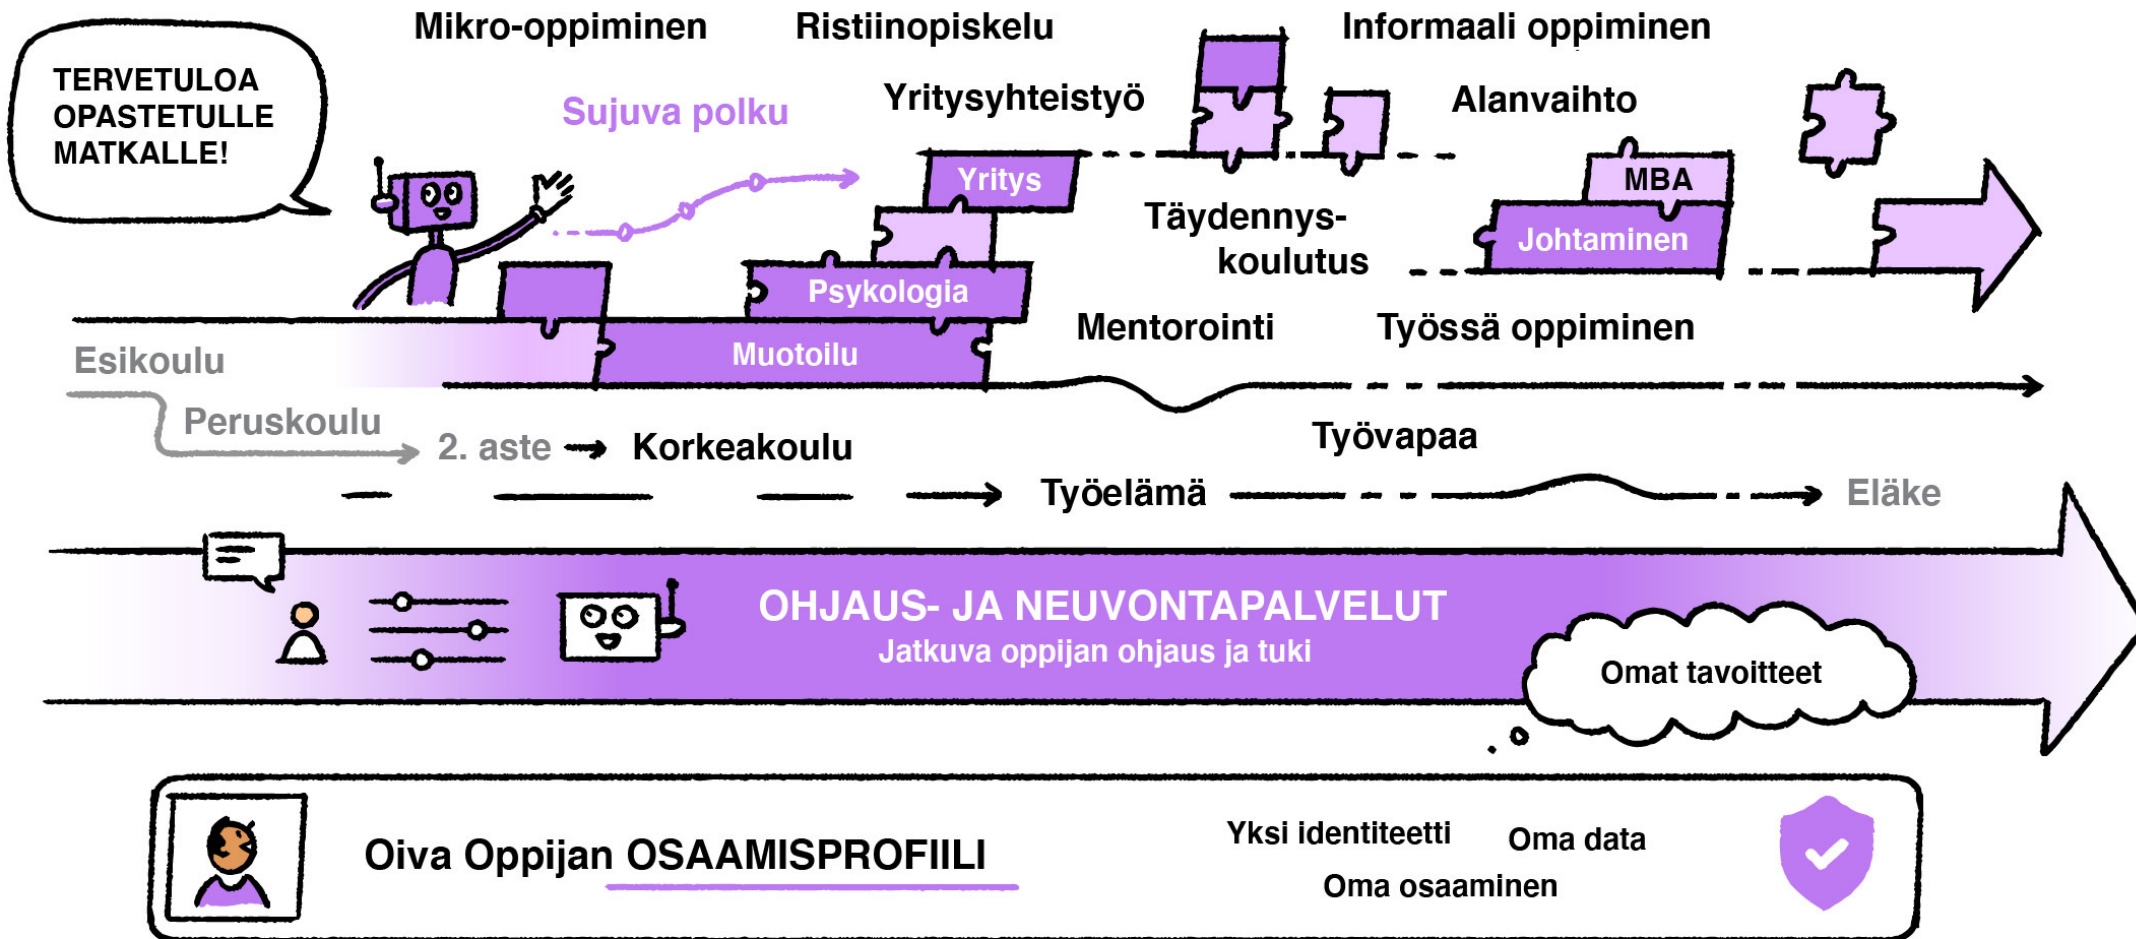 Mikro-oppiminen
Ristiinopiskelu
Informaali oppiminen
TERVETULOA
OPASTETULLE
MATKALLE!
Sujuva polku
Yritysyhteistyö
Alanvaihto
Yritys
MBA
Täydennys-
koulutus
Johtaminen
Psykologia
Mentorointi
Työssä oppiminen
Esikoulu
Muotoilu
Peruskoulu
2. aste
Korkeakoulu
Työvapaa
Työelämä
Eläke
OHJAUS- JA NEUVONTAPALVELUT
Jatkuva oppijan ohjaus ja tuki
Omat tavoitteet
Oiva Oppijan OSAAMISPROFIILI
Yksi identiteetti
Oma data
Oma osaaminen